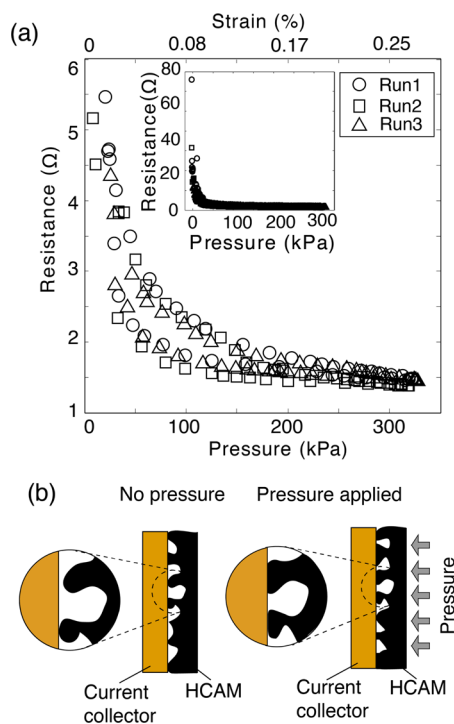 Strain (%)
(a)
0 0.08 0.17 0.25
6
5
4
3
2
1
Resistance (Ω)
0 100 200 300
Pressure (kPa)
80
60
40
20
0
Resistance(Ω)
0 100 200 300
Pressure (kPa)
Run1
Run2
Run3
(b)
No pressure
Pressure applied
Pressure
Current
collector
HCAM
Current
collector
HCAM